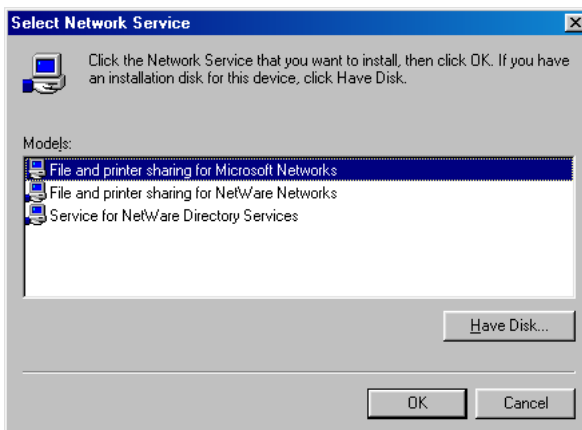 Select Network Service
Click the Network Service that you want to install, then click OK. If you have
an installation disk for this device, click Have Disk.
Models:
File and printer sharing for Microsoft Networks
File and printer sharing for NetWare Networks
Service for NetWare Directory Services
Have Disk...
OK
Cancel